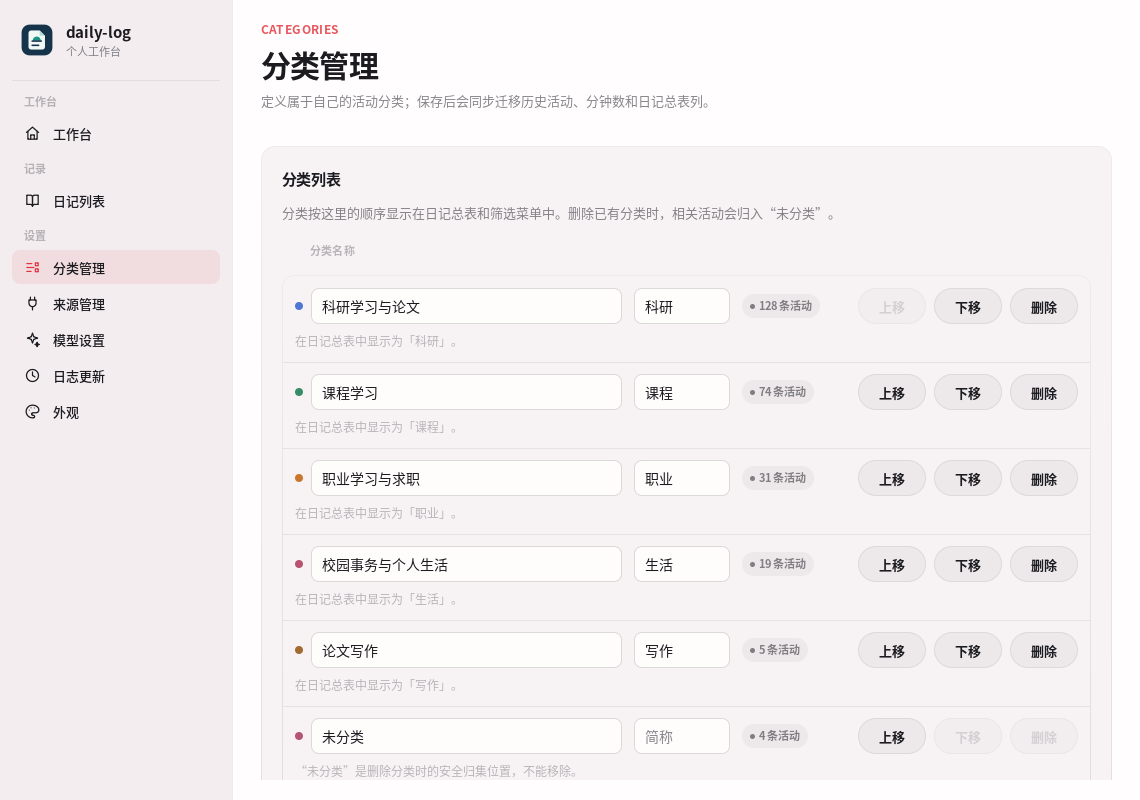 daily-log
个人工作台
工作台
工作台
记录
日记列表
设置
分类管理
来源管理
模型设置
日志更新
外观
CATEGORIES
分类管理
定义属于自己的活动分类；保存后会同步迁移历史活动、分钟数和日记总表列。
分类列表
分类按这里的顺序显示在日记总表和筛选菜单中。删除已有分类时，相关活动会归入“未分类”。
分类名称
科研学习与论文 科研 128 条活动 上移 下移 删除
在日记总表中显示为「科研」。
课程学习 课程 74 条活动 上移 下移 删除
在日记总表中显示为「课程」。
职业学习与求职 职业 31 条活动 上移 下移 删除
在日记总表中显示为「职业」。
校园事务与个人生活 生活 19 条活动 上移 下移 删除
在日记总表中显示为「生活」。
论文写作 写作 5 条活动 上移 下移 删除
在日记总表中显示为「写作」。
未分类 简称 4 条活动 上移 下移 删除
“未分类”是删除分类时的安全归集位置，不能移除。